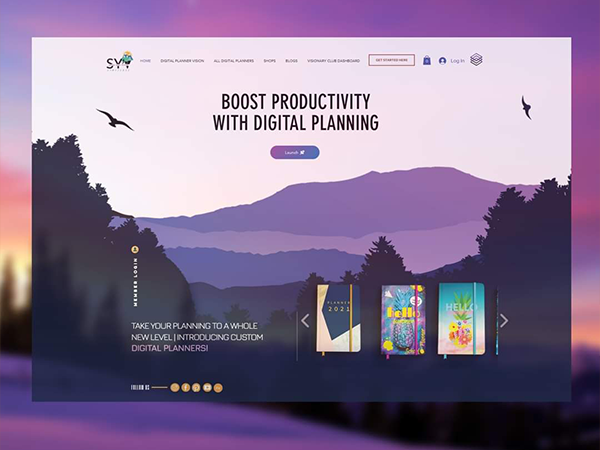 SYV
HOME
DIGITAL PLANNER VISION
ALL DIGITAL PLANNERS
SHOPS
BLOGS
VISIONARY CLUB DASHBOARD
GET STARTED HERE
Log In
BOOST PRODUCTIVITY
WITH DIGITAL PLANNING
Launch
MEMBER LOGIN
PLANNER
2021
hello
HELLO
TAKE YOUR PLANNING TO A WHOLE
NEW LEVEL | INTRODUCING CUSTOM
DIGITAL PLANNERS!
FOLLOW US